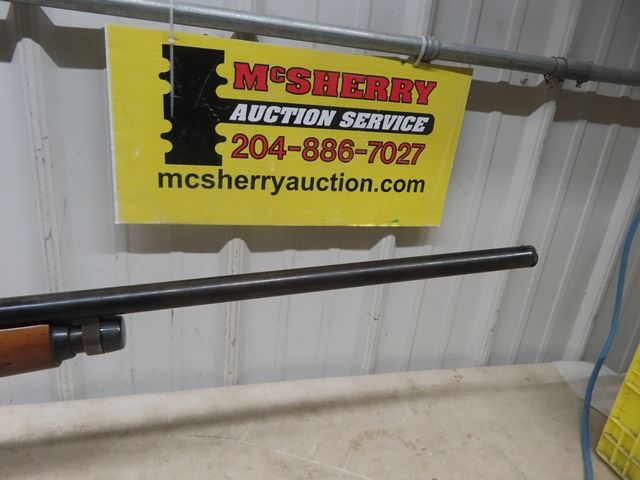 McSHERRY
AUCTION SERVICE
204-886-7027
mcsherryauction.com